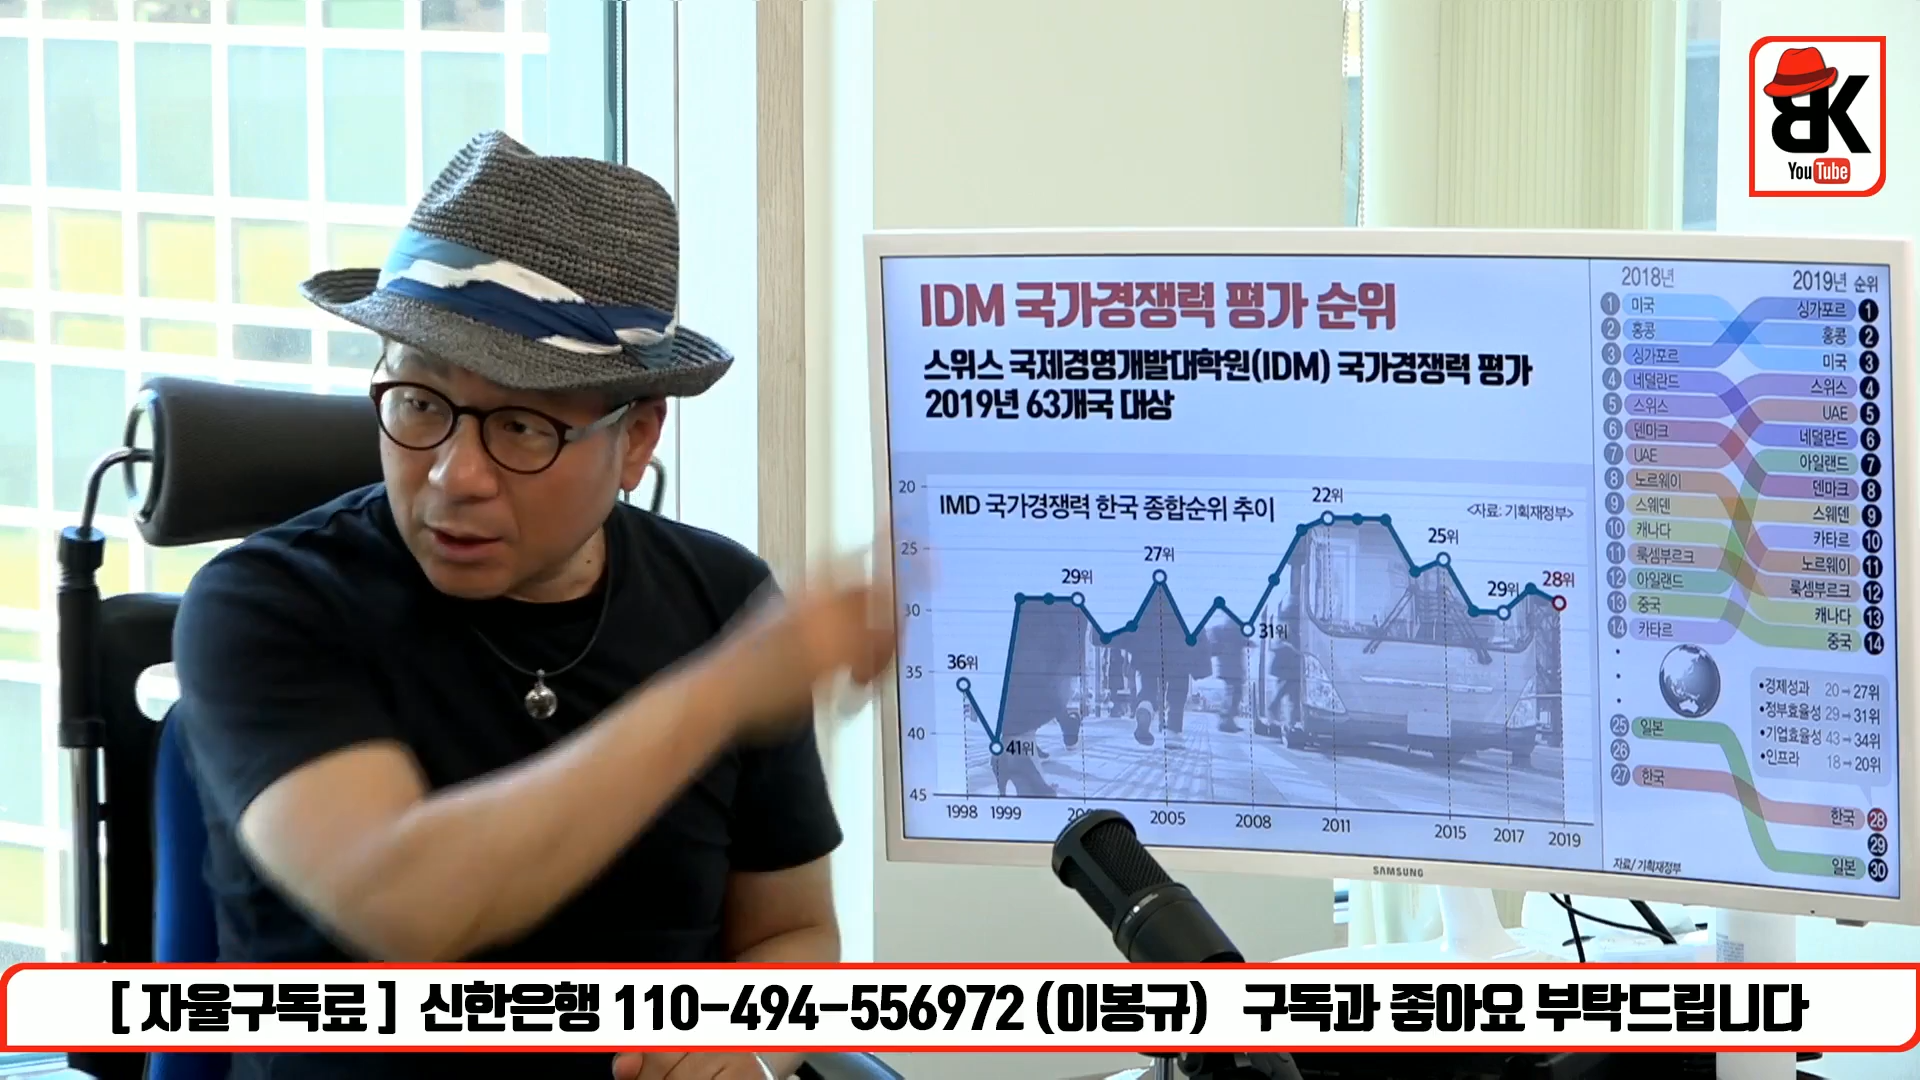 BK
YouTube
IDM 국가경쟁력 평가 순위
스위스 국제경영개발대학원(IDM) 국가경쟁력 평가
2019년 63개국 대상
IMD 국가경쟁력 한국 종합순위 추이
<자료: 기획재정부>
20
25
30
35
40
45
36위
41위
29위
27위
31위
22위
25위
29위
28위
1998
1999
2005
2008
2011
2015
2017
2019
2018년
2019년 순위
1 미국
2 홍콩
3 싱가포르
4 네덜란드
5 스위스
6 덴마크
7 UAE
8 노르웨이
9 스웨덴
10 캐나다
11 룩셈부르크
12 아일랜드
13 중국
14 카타르
25 일본
26
27 한국
싱가포르 1
홍콩 2
미국 3
스위스 4
UAE 5
네덜란드 6
아일랜드 7
덴마크 8
스웨덴 9
카타르 10
노르웨이 11
룩셈부르크 12
캐나다 13
중국 14
•경제성과 20→27위
•정부효율성 29→31위
•기업효율성 43→34위
•인프라 18→20위
한국 28
29
일본 30
자료/기획재정부
SAMSUNG
[ 자율구독료 ] 신한은행 110-494-556972 (이봉규) 구독과 좋아요 부탁드립니다